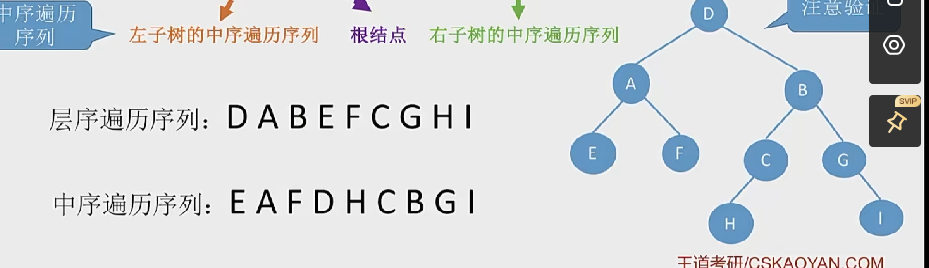 中序遍历
序列
左子树的中序遍历序列 根结点 右子树的中序遍历序列
注意验证
D
A
B
E
F
C
G
H
I
SVIP
层序遍历序列：D A B E F C G H I
中序遍历序列：E A F D H C B G I
王道考研/CSKAOYAN.COM